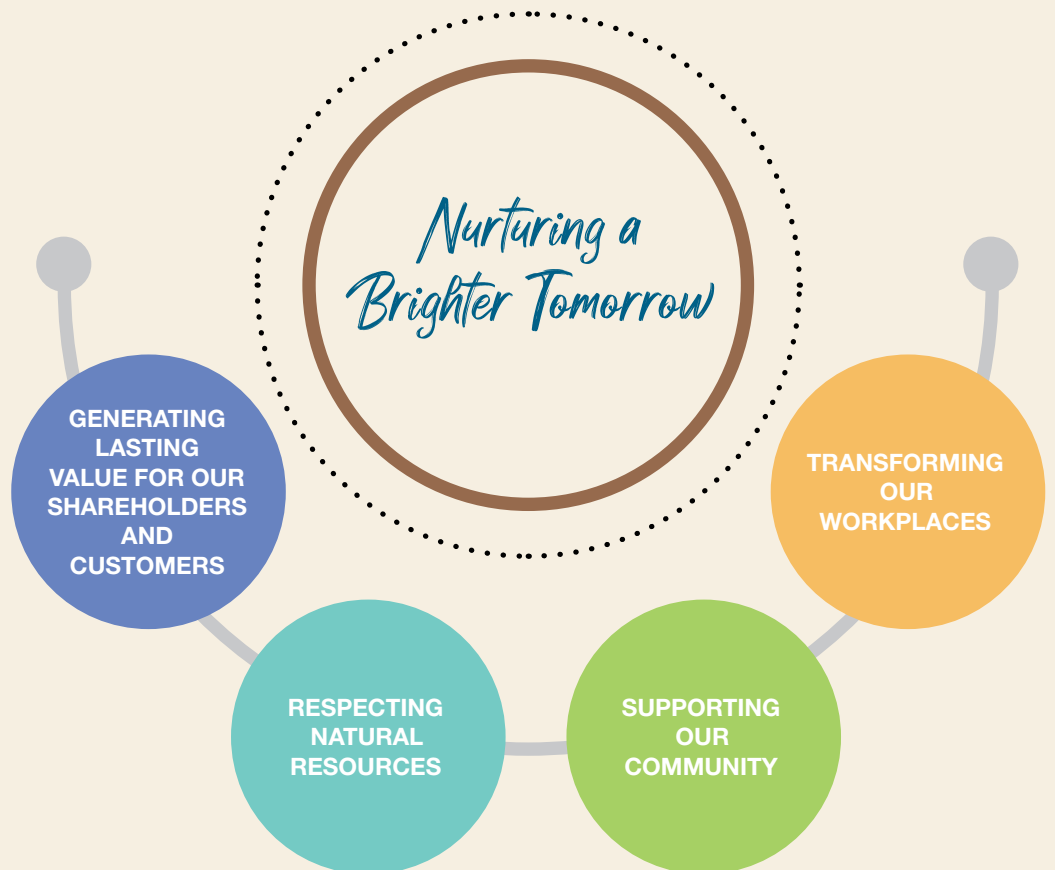 Nurturing a
Brighter Tomorrow
GENERATING
LASTING
VALUE FOR OUR
SHAREHOLDERS
AND
CUSTOMERS
RESPECTING
NATURAL
RESOURCES
SUPPORTING
OUR
COMMUNITY
TRANSFORMING
OUR
WORKPLACES